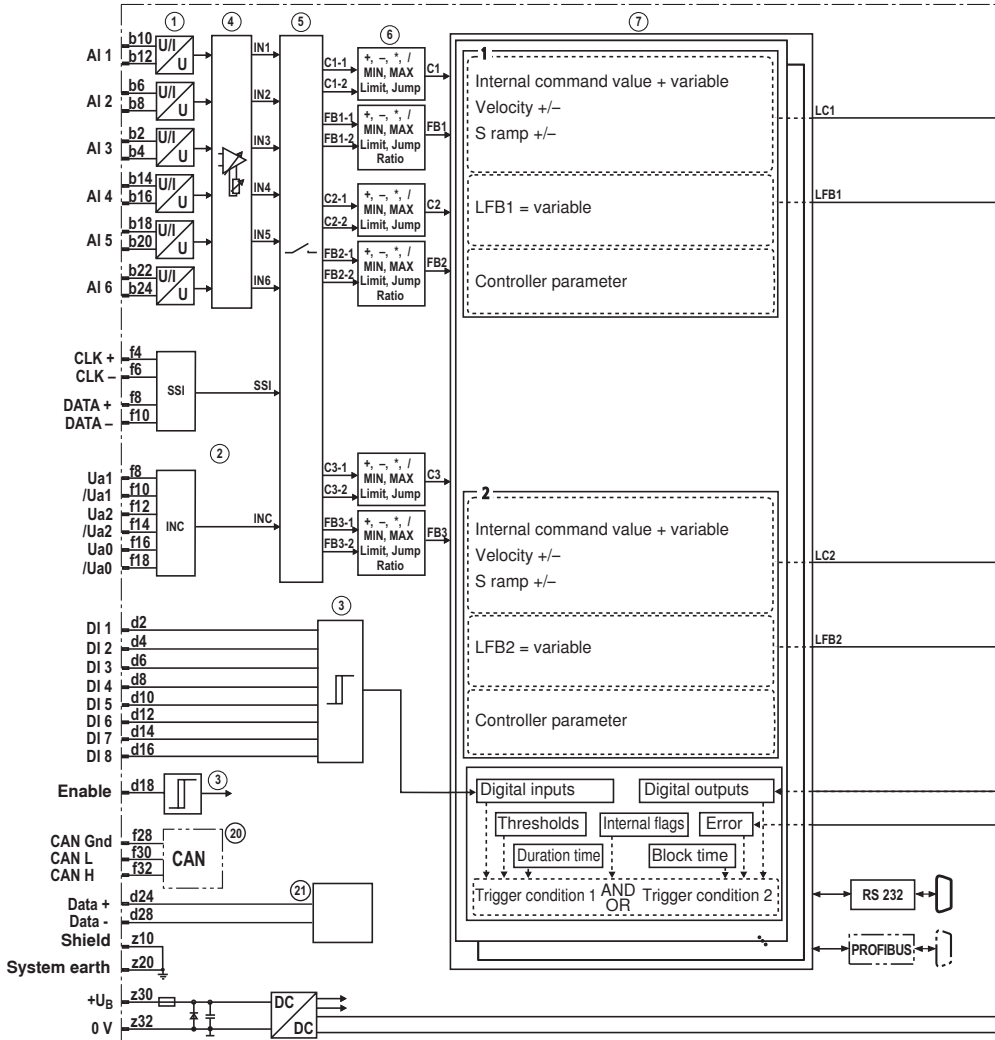 1
4
5
6
7
AI 1
b10
b12
U/I
U
AI 2
b6
b8
U/I
U
AI 3
b2
b4
U/I
U
AI 4
b14
b16
U/I
U
AI 5
b18
b20
U/I
U
AI 6
b22
b24
U/I
U
IN1
IN2
IN3
IN4
IN5
IN6
C1-1
C1-2
+, –, *, /
MIN, MAX
Limit, Jump
C1
FB1-1
FB1-2
+, –, *, /
MIN, MAX
Limit, Jump
Ratio
FB1
C2-1
C2-2
+, –, *, /
MIN, MAX
Limit, Jump
C2
FB2-1
FB2-2
+, –, *, /
MIN, MAX
Limit, Jump
Ratio
FB2
1
Internal command value + variable
Velocity +/–
S ramp +/–
LC1
LFB1 = variable
LFB1
Controller parameter
CLK +
f4
CLK –
f6
DATA +
f8
DATA –
f10
SSI
SSI
2
Ua1
f8
/Ua1
f10
Ua2
f12
/Ua2
f14
Ua0
f16
/Ua0
f18
INC
INC
C3-1
C3-2
+, –, *, /
MIN, MAX
Limit, Jump
C3
FB3-1
FB3-2
+, –, *, /
MIN, MAX
Limit, Jump
Ratio
FB3
2
Internal command value + variable
Velocity +/–
S ramp +/–
LC2
LFB2 = variable
LFB2
Controller parameter
3
DI 1
d2
DI 2
d4
DI 3
d6
DI 4
d8
DI 5
d10
DI 6
d12
DI 7
d14
DI 8
d16
Enable
d18
3
Digital inputs
Digital outputs
Thresholds
Internal flags
Error
Duration time
Block time
Trigger condition 1 AND Trigger condition 2
OR
CAN Gnd
f28
CAN L
f30
CAN H
f32
CAN
20
Data +
d24
Data -
d28
21
Shield
z10
System earth
z20
RS 232
PROFIBUS
+UB
z30
0 V
z32
DC
DC